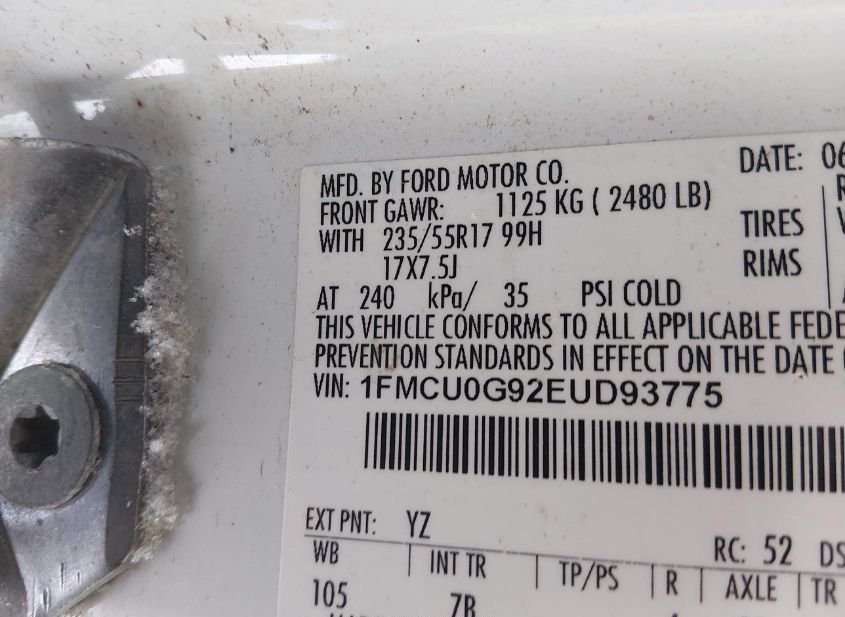 MFD. BY FORD MOTOR CO.
DATE: 06
FRONT GAWR: 1125 KG ( 2480 LB)
WITH 235/55R17 99H TIRES
17X7.5J RIMS
AT 240 kPa/ 35 PSI COLD
THIS VEHICLE CONFORMS TO ALL APPLICABLE FEDE
PREVENTION STANDARDS IN EFFECT ON THE DATE
VIN: 1FMCU0G92EUD93775
EXT PNT: YZ RC: 52 DS
WB INT TR TP/PS R AXLE TR
105 7B